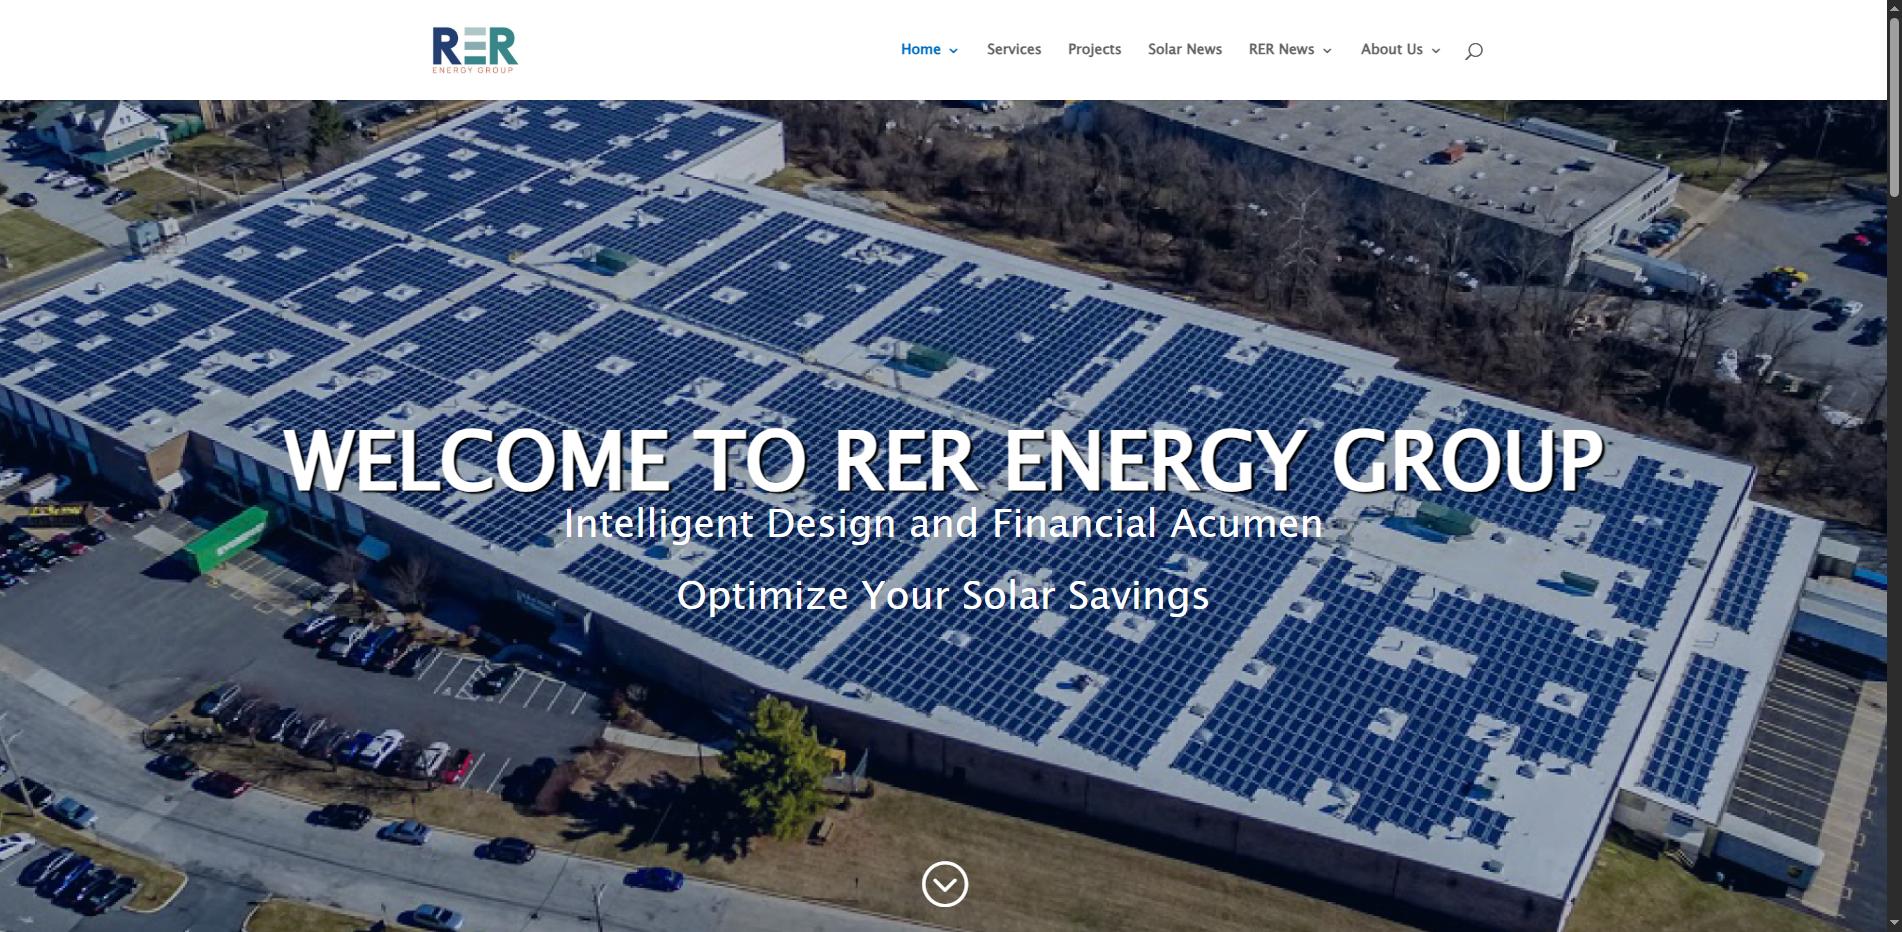 RER
ENERGY GROUP
Home
Services
Projects
Solar News
RER News
About Us
WELCOME TO RER ENERGY GROUP
Intelligent Design and Financial Acumen
Optimize Your Solar Savings